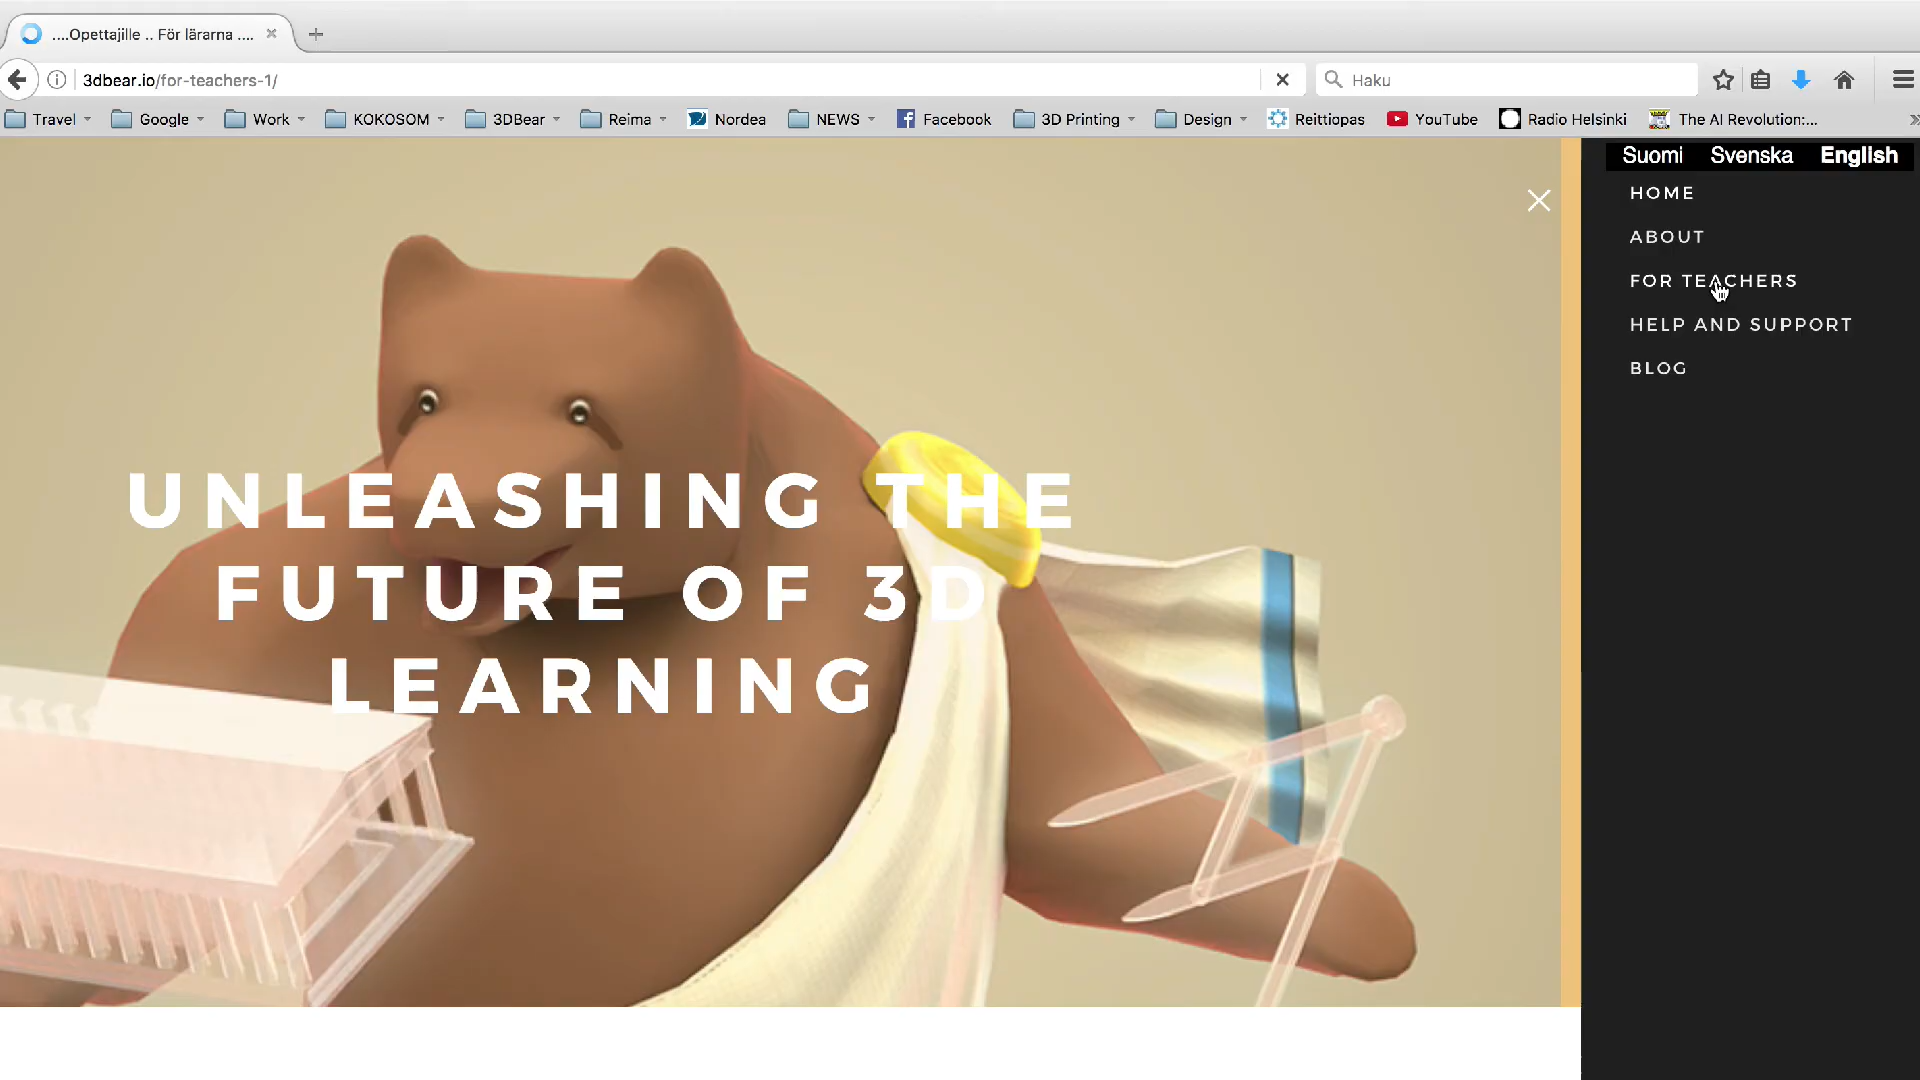 ....Opettajille .. För lärarna ....
3dbear.io/for-teachers-1/
Haku
Travel Google Work KOKOSOM 3DBear Reima Nordea NEWS Facebook 3D Printing Design Reittiopas YouTube Radio Helsinki The AI Revolution:...
Suomi Svenska English
HOME
ABOUT
FOR TEACHERS
HELP AND SUPPORT
BLOG
UNLEASHING THE
FUTURE OF 3D
LEARNING